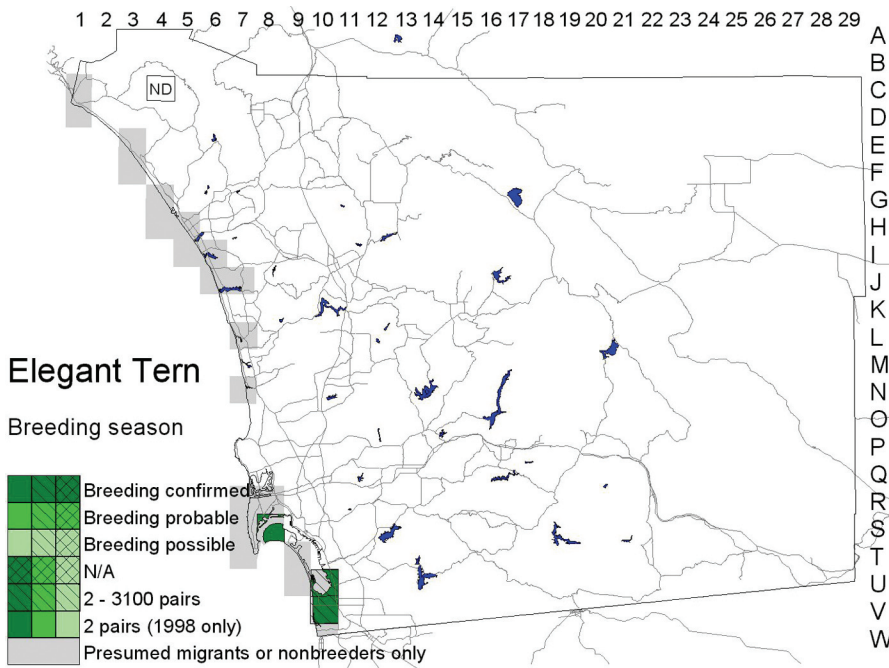 1 2 3 4 5 6 7 8 9 10 11 12 13 14 15 16 17 18 19 20 21 22 23 24 25 26 27 28 29
A
B
C
D
E
F
G
H
I
J
K
L
M
N
O
P
Q
R
S
T
U
V
W
ND
Elegant Tern
Breeding season
Breeding confirmed
Breeding probable
Breeding possible
N/A
2 - 3100 pairs
2 pairs (1998 only)
Presumed migrants or nonbreeders only